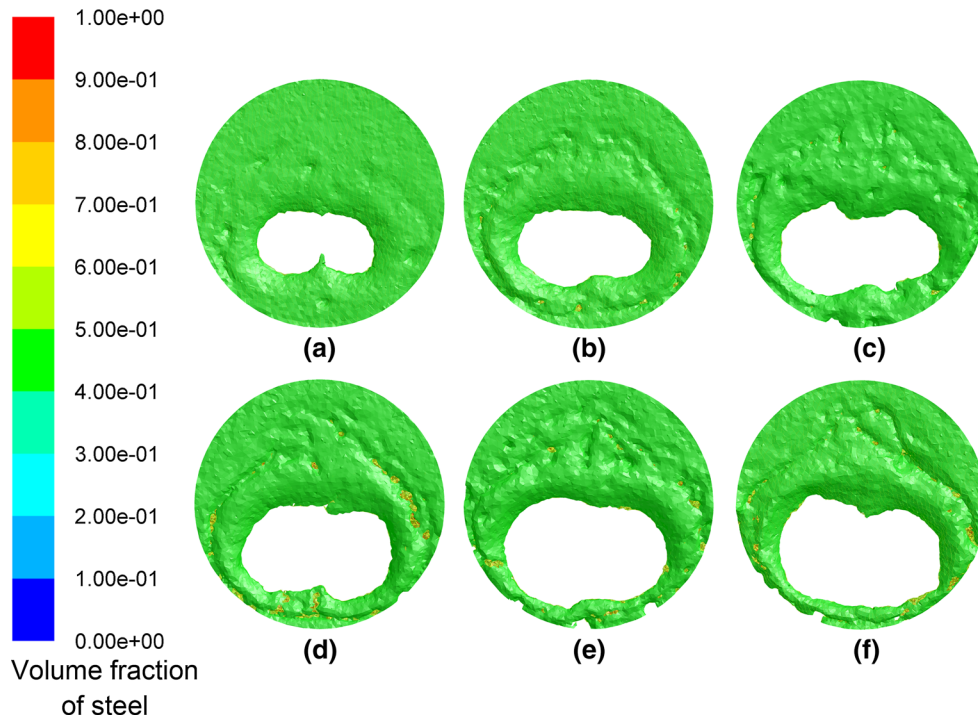 1.00e+00
9.00e-01
8.00e-01
7.00e-01
6.00e-01
5.00e-01
4.00e-01
3.00e-01
2.00e-01
1.00e-01
0.00e+00
Volume fraction
of steel
(a)
(b)
(c)
(d)
(e)
(f)